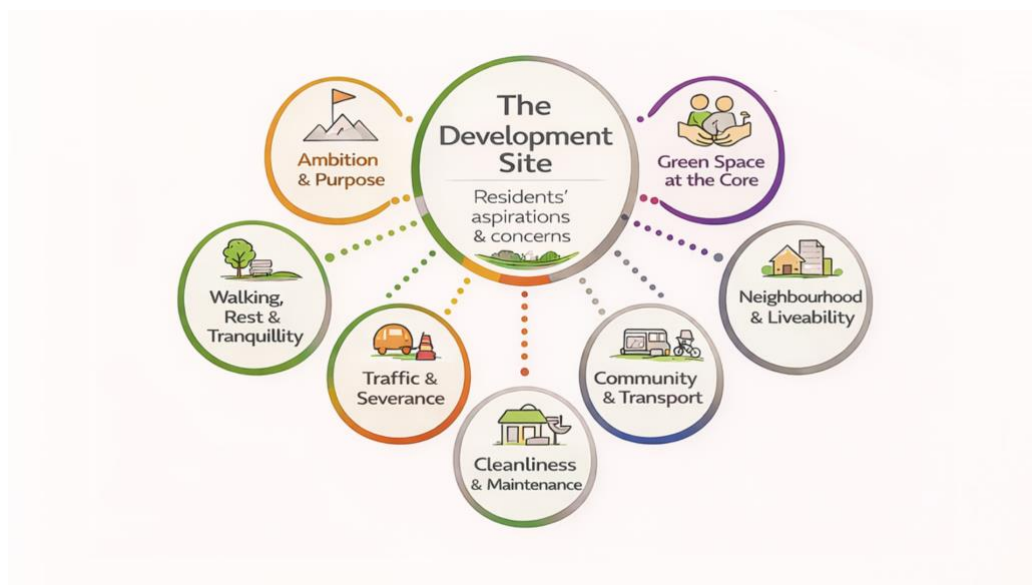 The
Development
Site
Residents'
aspirations
& concerns
Ambition
& Purpose
Green Space
at the Core
Walking,
Rest &
Tranquillity
Neighbourhood
& Liveability
Traffic &
Severance
Community
& Transport
Cleanliness
& Maintenance